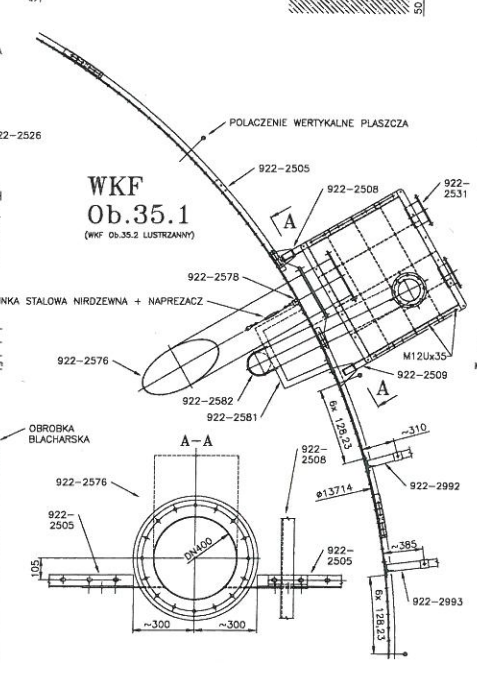 50
922-2526
POLACZENIE WERTYKALNE PLASZCZA
922-2505
WKF
Ob.35.1
(WKF Ob.35.2 LUSTRZANNY)
922-2508
922-
2531
A
922-2578
NKA STALOWA NIRDZEWNA + NAPREZACZ
922-2576
M12Ux35
922-2509
922-2582
922-2581
A
6x 128,23
OBROBKA
BLACHARSKA
A-A
~310
922-2576
922-
2508
922-2992
922-
2505
ø13714
DN400
922-
2505
~385
105
922-2993
~300
~300
6x 128,23